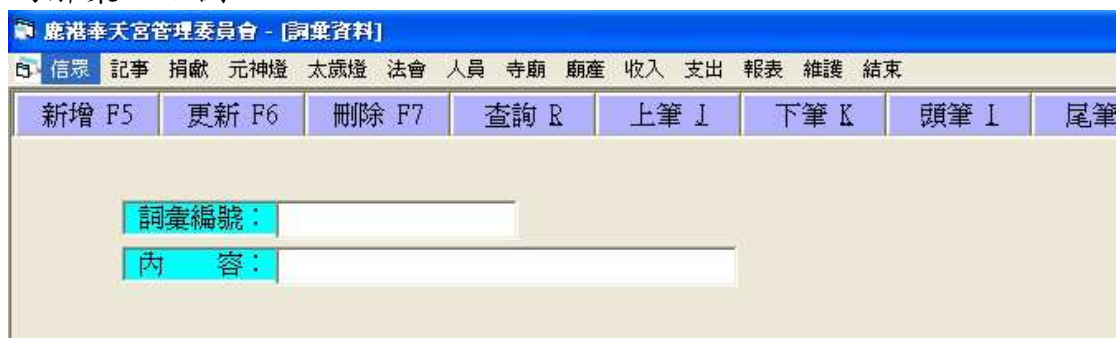 鹿港奉天宮管理委員會 - [詞彙資料]
信眾 記事 捐獻 元神燈 太歲燈 法會 人員 寺廟 廟產 收入 支出 報表 維護 結束
新增 F5 更新 F6 刪除 F7 查詢 R 上筆 J 下筆 K 頭筆 I 尾筆
詞彙編號：
內 容：